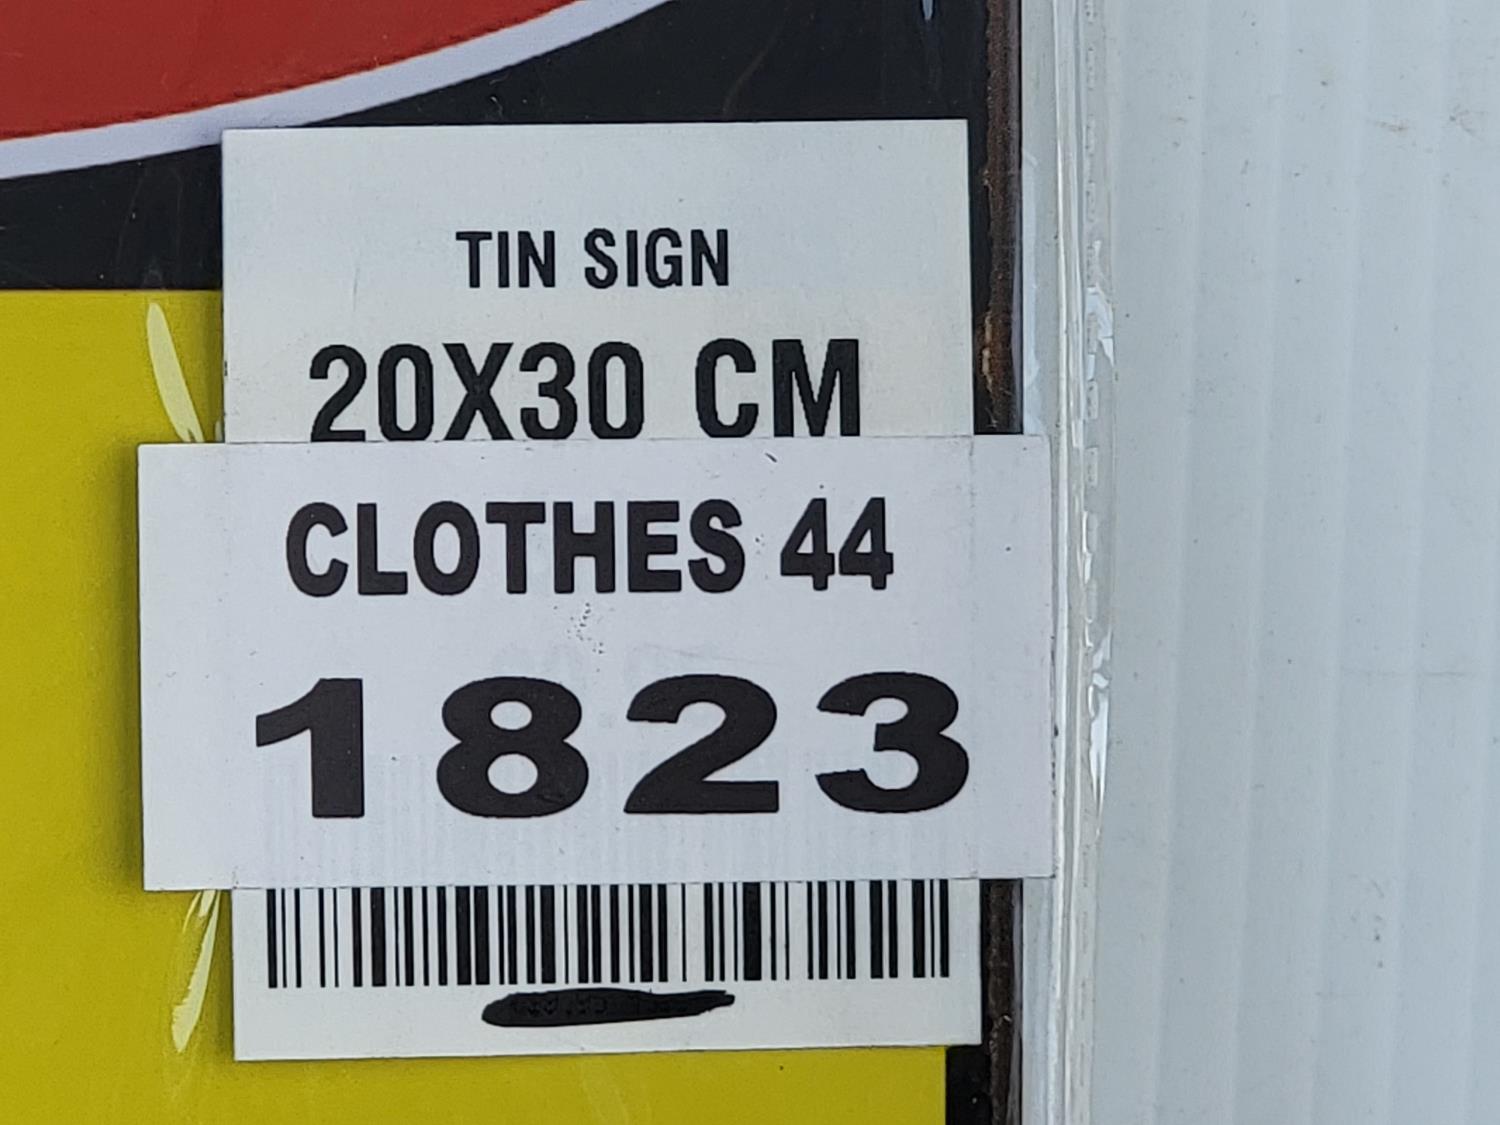 TIN SIGN
20X30 CM
CLOTHES 44
1823